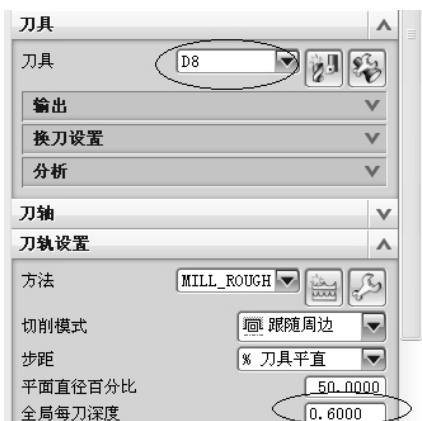 刀具
刀具 D8
输出
换刀设置
分析
刀轴
刀轨设置
方法 MILL_ROUGH
切削模式 跟随周边
步距 % 刀具平直
平面直径百分比 50.0000
全局每刀深度 0.6000